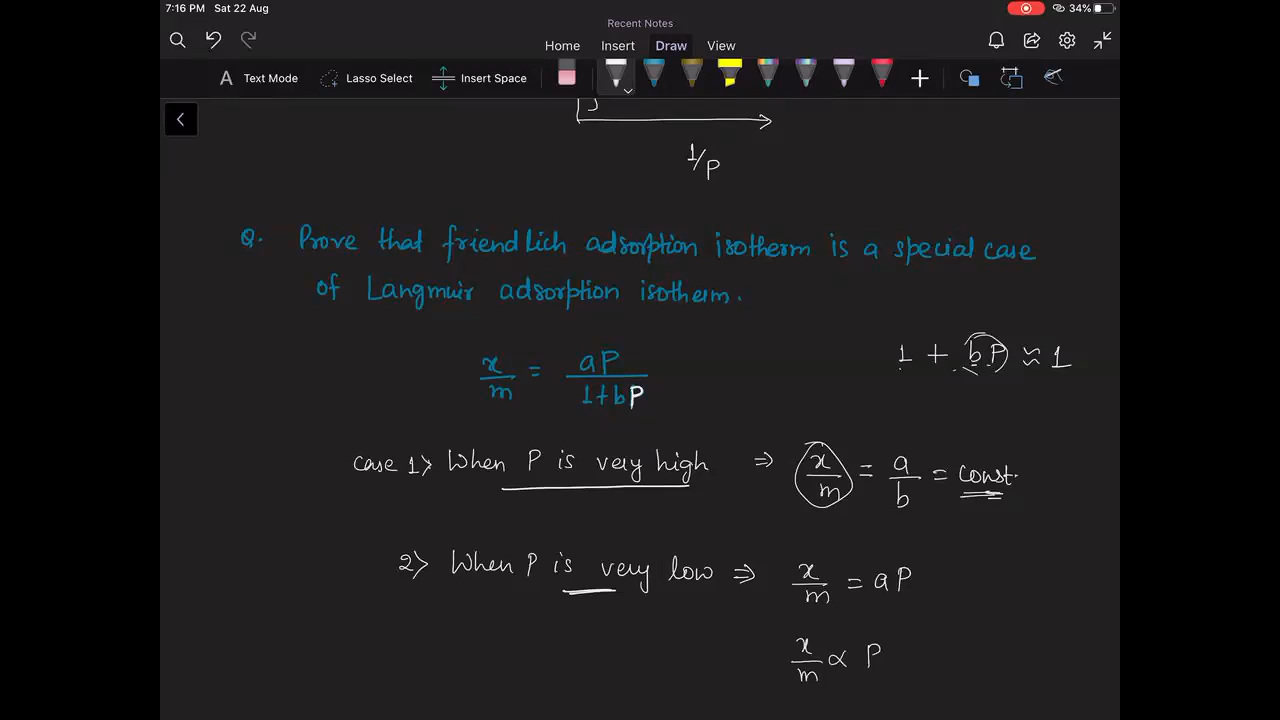 7:16 PM Sat 22 Aug
34%
Recent Notes
Home Insert Draw View
A Text Mode Lasso Select Insert Space
1/P
Q. Prove that friendlich adsorption isotherm is a special case
of Langmuir adsorption isotherm.
x/m = aP/1+bP
1 + bP ≈ 1
case 1> When P is very high ⇒ x/m = a/b = const.
2> When P is very low ⇒ x/m = aP
x/m ∝ P